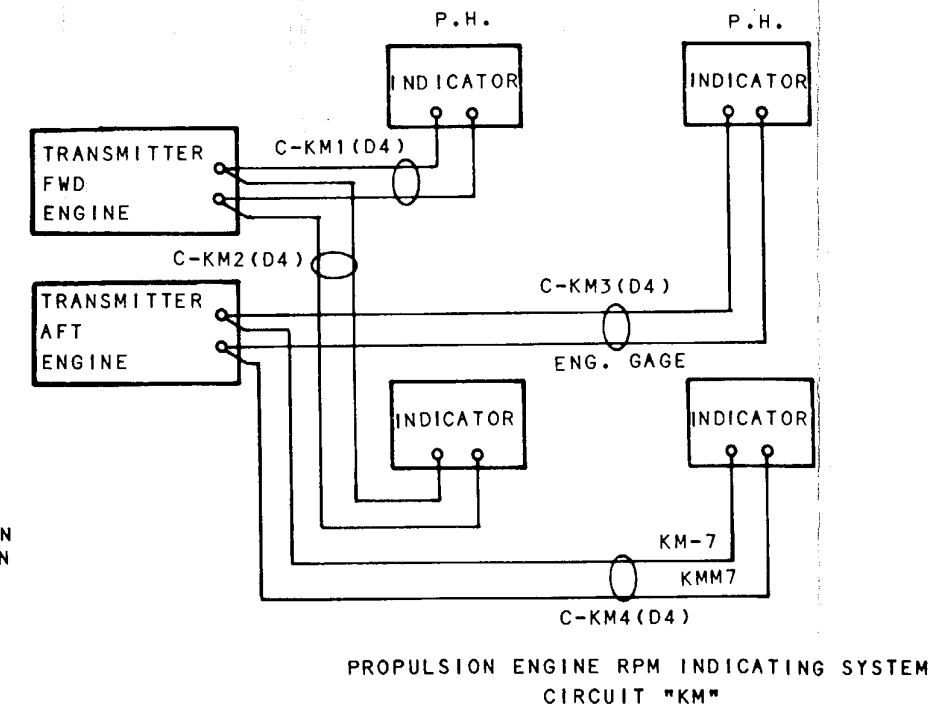 P.H.
P.H.
INDICATOR
INDICATOR
TRANSMITTER
FWD
ENGINE
C-KM1(D4)
C-KM2(D4)
TRANSMITTER
AFT
ENGINE
C-KM3(D4)
ENG. GAGE
INDICATOR
INDICATOR
N
N
KM-7
KMM7
C-KM4(D4)
PROPULSION ENGINE RPM INDICATING SYSTEM
CIRCUIT "KM"